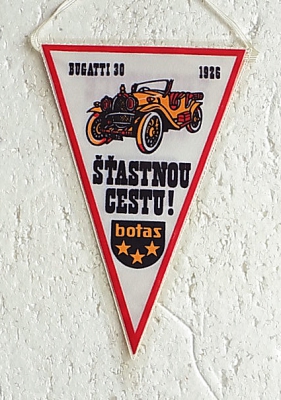 BUGATTI 30 1926
ŠŤASTNOU
CESTU!
botas